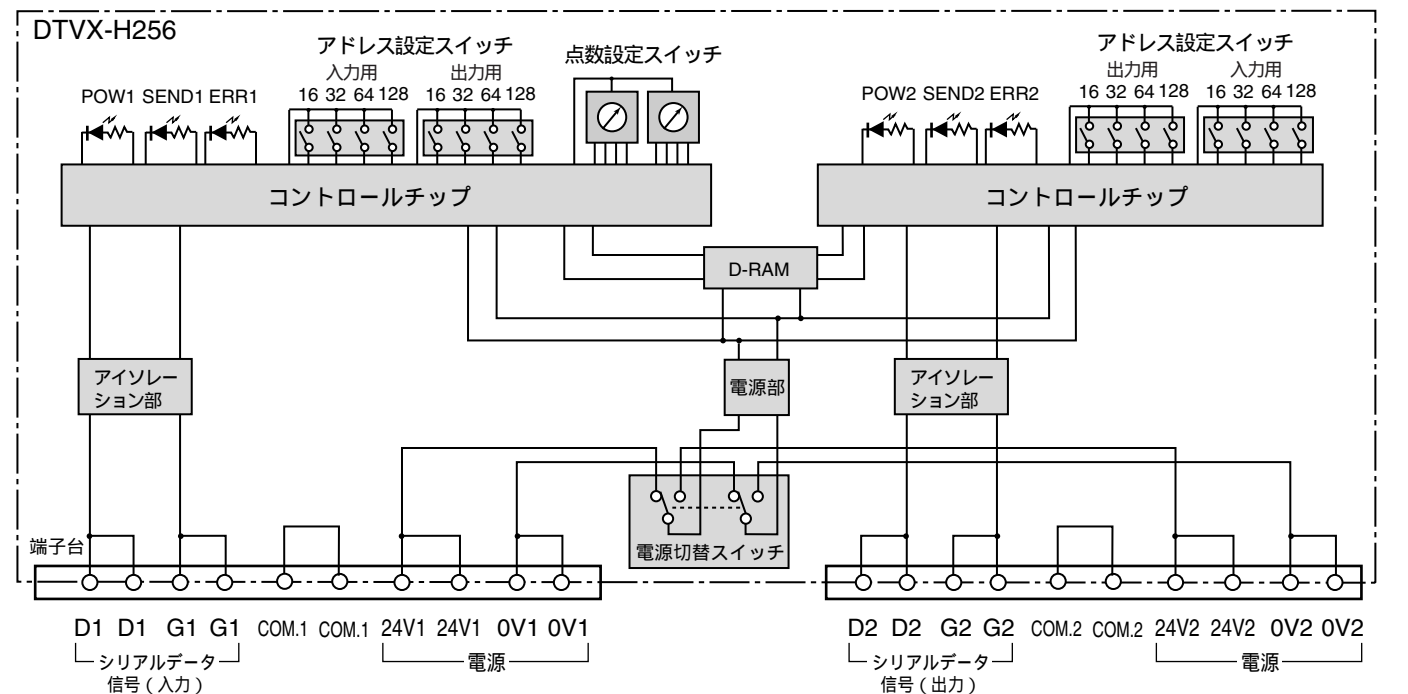 DTVX-H256
アドレス設定スイッチ
入力用 出力用
16 32 64 128 16 32 64 128
点数設定スイッチ
POW1 SEND1 ERR1
アドレス設定スイッチ
出力用 入力用
16 32 64 128 16 32 64 128
POW2 SEND2 ERR2
コントロールチップ
コントロールチップ
D-RAM
アイソレー
ション部
電源部
アイソレー
ション部
電源切替スイッチ
端子台
D1 D1 G1 G1 COM.1 COM.1 24V1 24V1 0V1 0V1
シリアルデータ
信号(入力)
電源
D2 D2 G2 G2 COM.2 COM.2 24V2 24V2 0V2 0V2
シリアルデータ
信号(出力)
電源